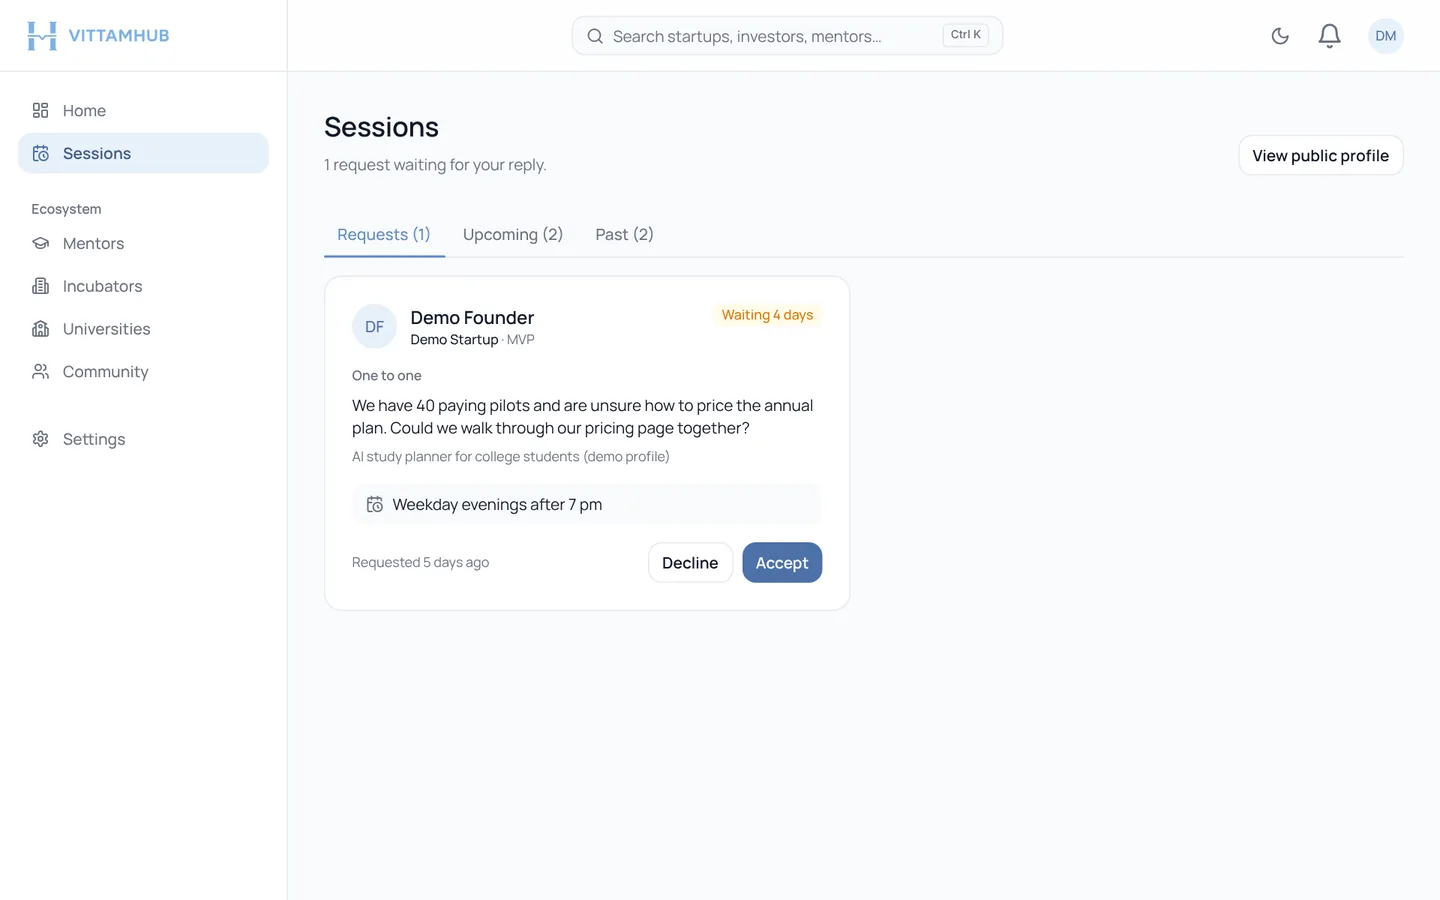 VITTAMHUB
Search startups, investors, mentors...
Ctrl K
DM
Home
Sessions
Ecosystem
Mentors
Incubators
Universities
Community
Settings
Sessions
1 request waiting for your reply.
View public profile
Requests (1)
Upcoming (2)
Past (2)
DF
Demo Founder
Waiting 4 days
Demo Startup · MVP
One to one
We have 40 paying pilots and are unsure how to price the annual
plan. Could we walk through our pricing page together?
AI study planner for college students (demo profile)
Weekday evenings after 7 pm
Requested 5 days ago
Decline
Accept